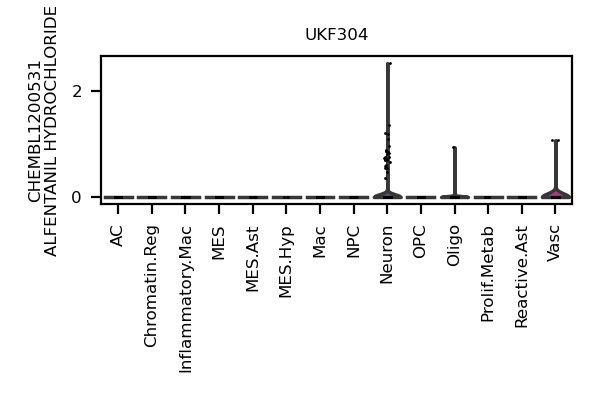 UKF304
CHEMBL1200531
ALFENTANIL HYDROCHLORIDE
2
0
AC
Chromatin.Reg
Inflammatory.Mac
MES
MES.Ast
MES.Hyp
Mac
NPC
Neuron
OPC
Oligo
Prolif.Metab
Reactive.Ast
Vasc